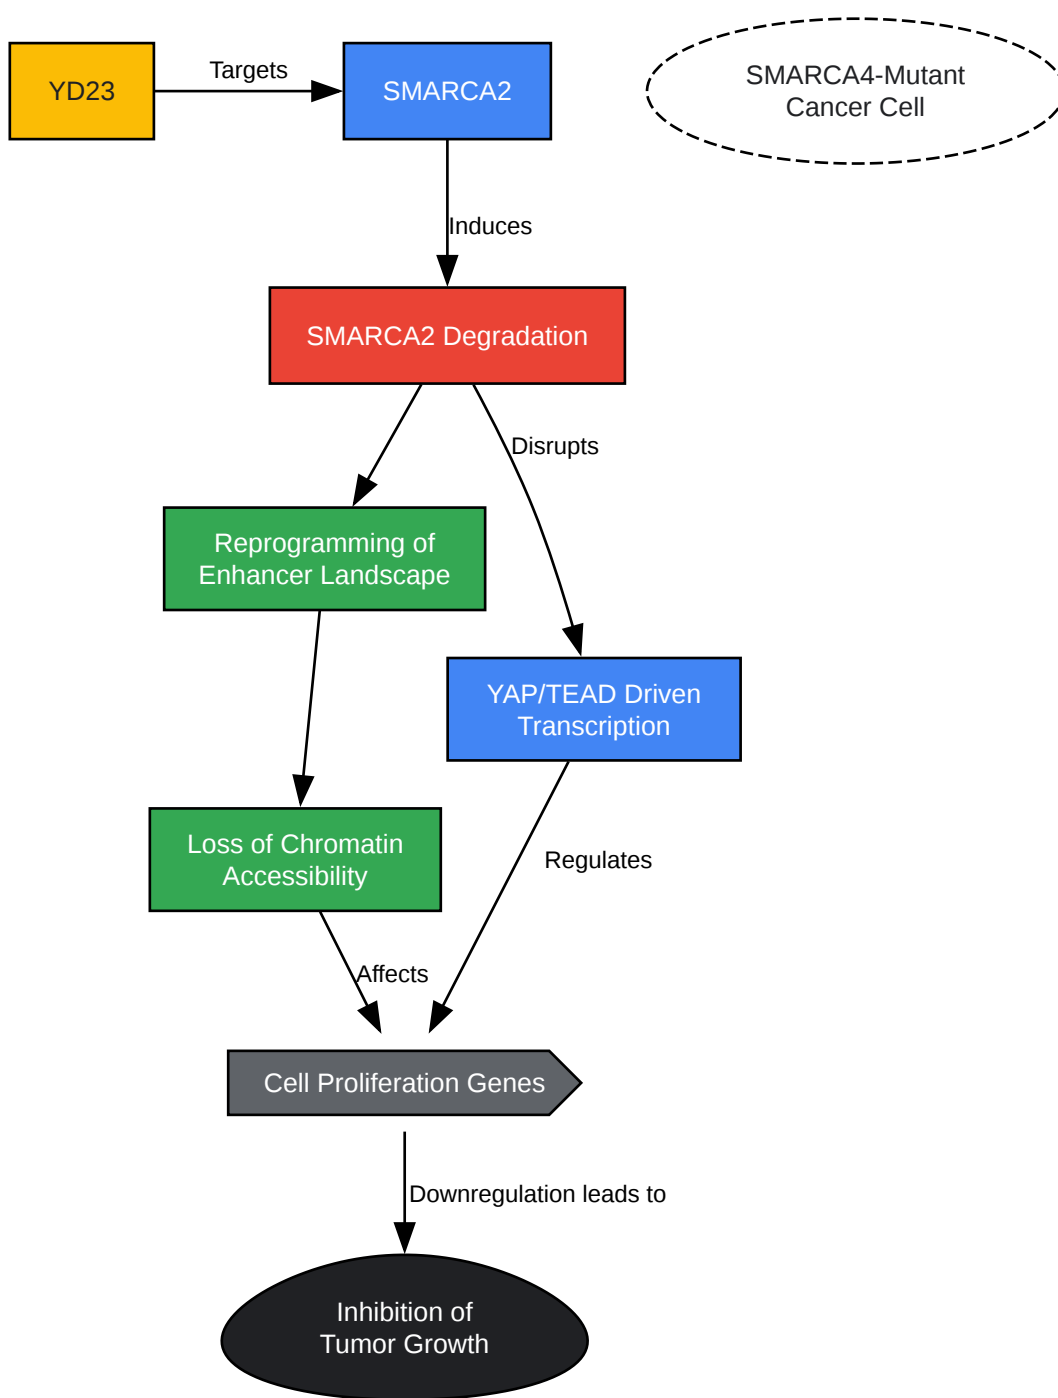 YD23
Targets
SMARCA2
SMARCA4-Mutant
Cancer Cell
Induces
SMARCA2 Degradation
Disrupts
Reprogramming of
Enhancer Landscape
YAP/TEAD Driven
Transcription
Loss of Chromatin
Accessibility
Regulates
Affects
Cell Proliferation Genes
Downregulation leads to
Inhibition of
Tumor Growth